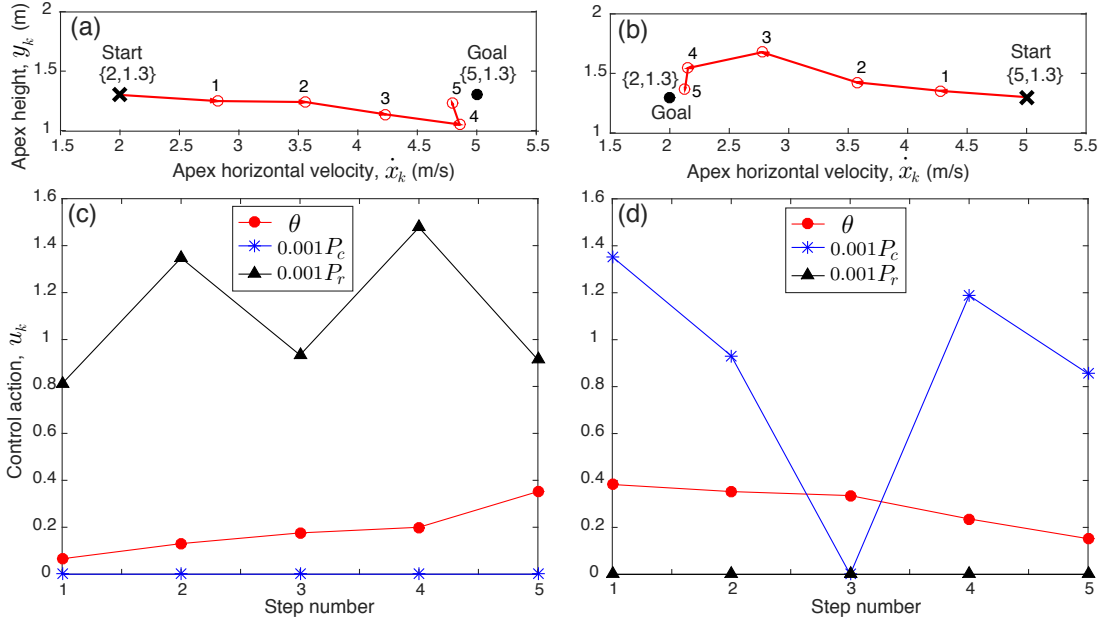 (a)
Apex height, y_k (m)
2
1.5
1
Start
{2,1.3}
1
2
3
4
5
Goal
{5,1.3}
1.5 2 2.5 3 3.5 4 4.5 5 5.5
Apex horizontal velocity, ẋ_k (m/s)
(b)
2
1.5
1
{2,1.3}
Goal
5
4
3
2
1
Start
{5,1.3}
1.5 2 2.5 3 3.5 4 4.5 5 5.5
Apex horizontal velocity, ẋ_k (m/s)
(c)
Control action, u_k
1.6
1.4
1.2
1
0.8
0.6
0.4
0.2
0
θ
0.001P_c
0.001P_r
1 2 3 4 5
Step number
(d)
1.6
1.4
1.2
1
0.8
0.6
0.4
0.2
0
θ
0.001P_c
0.001P_r
1 2 3 4 5
Step number